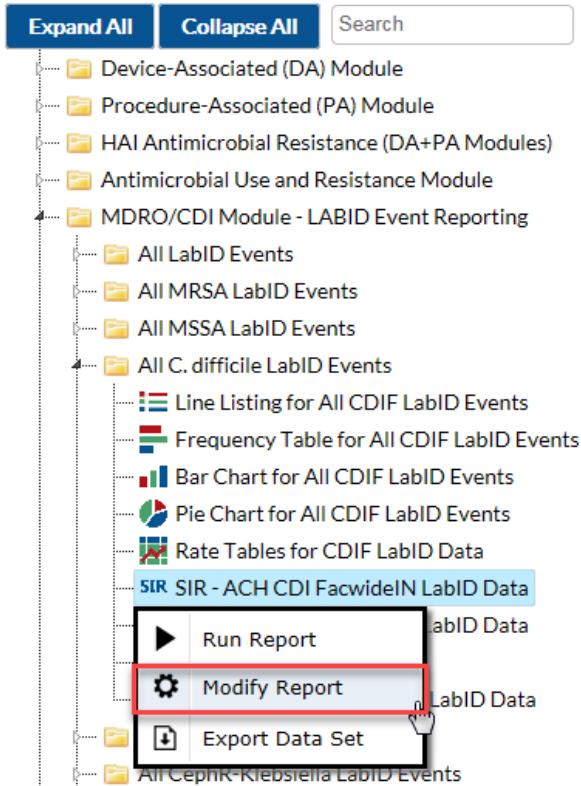 Expand All Collapse All Search
Device-Associated (DA) Module
Procedure-Associated (PA) Module
HAI Antimicrobial Resistance (DA+PA Modules)
Antimicrobial Use and Resistance Module
MDRO/CDI Module - LABID Event Reporting
All LabID Events
All MRSA LabID Events
All MSSA LabID Events
All C. difficile LabID Events
Line Listing for All CDIF LabID Events
Frequency Table for All CDIF LabID Events
Bar Chart for All CDIF LabID Events
Pie Chart for All CDIF LabID Events
Rate Tables for CDIF LabID Data
SIR SIR - ACH CDI FacwideIN LabID Data
Run Report LabID Data
Modify Report LabID Data
Export Data Set
All CephR-Klebsiella LabID Events